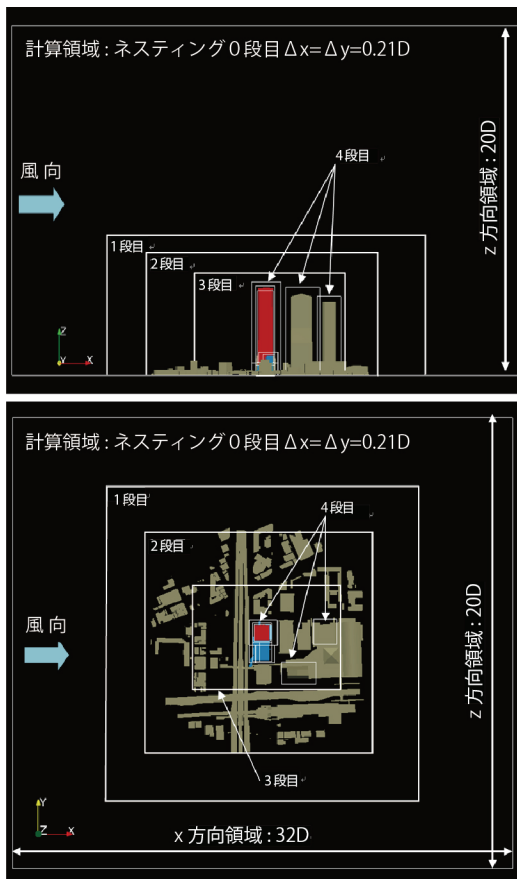 計算領域：ネスティング０段目Δx=Δy=0.21D
風 向
4段目
1段目
2段目
3段目
z 方向領域：20D
Z
Y
X
計算領域：ネスティング０段目Δx=Δy=0.21D
1段目
4段目
2段目
風 向
z 方向領域：20D
3段目
Y
Z
X
x 方向領域：32D